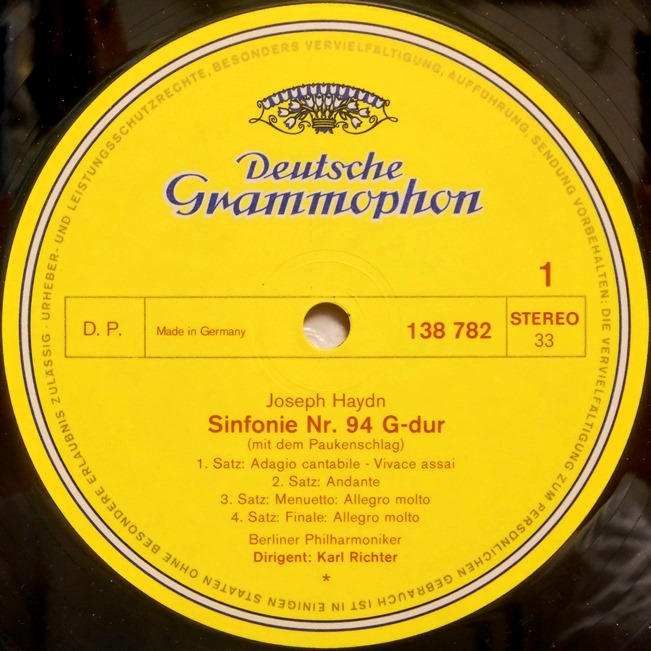 Deutsche
Grammophon
1
D. P.
Made in Germany
138 782
STEREO
33
Joseph Haydn
Sinfonie Nr. 94 G-dur
(mit dem Paukenschlag)
1. Satz: Adagio cantabile - Vivace assai
2. Satz: Andante
3. Satz: Menuetto: Allegro molto
4. Satz: Finale: Allegro molto
Berliner Philharmoniker
Dirigent: Karl Richter
*
URHEBER- UND LEISTUNGSSCHUTZRECHTE, BESONDERS VERVIELFÄLTIGUNG, AUFFÜHRUNG, SENDUNG VORBEHALTEN: DIE VERVIELFÄLTIGUNG ZUM PERSÖNLICHEN GEBRAUCH IST IN EINIGEN STAATEN OHNE BESONDERE ERLAUBNIS ZULÄSSIG ·